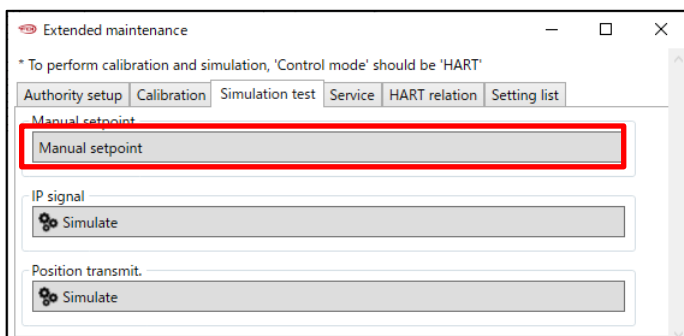 Extended maintenance
* To perform calibration and simulation, 'Control mode' should be 'HART'
Authority setup Calibration Simulation test Service HART relation Setting list
Manual setpoint
Manual setpoint
IP signal
Simulate
Position transmit.
Simulate